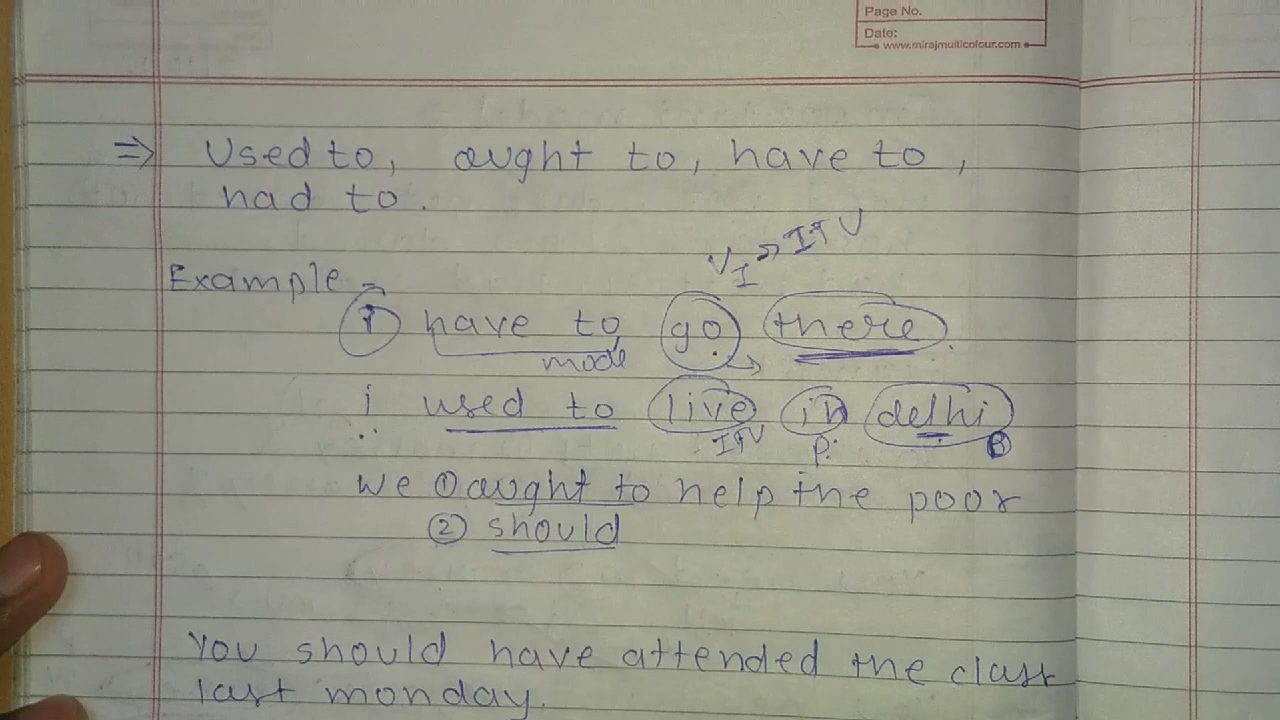 Page No.
Date:
www.mirajmulticolour.com
⇒ Used to, ought to, have to,
had to.
V1 → ITV
Example -
I have to go there.
mode
i used to live in delhi
ITV P.
We ① ought to help the poor
② should
You should have attended the class
last monday.